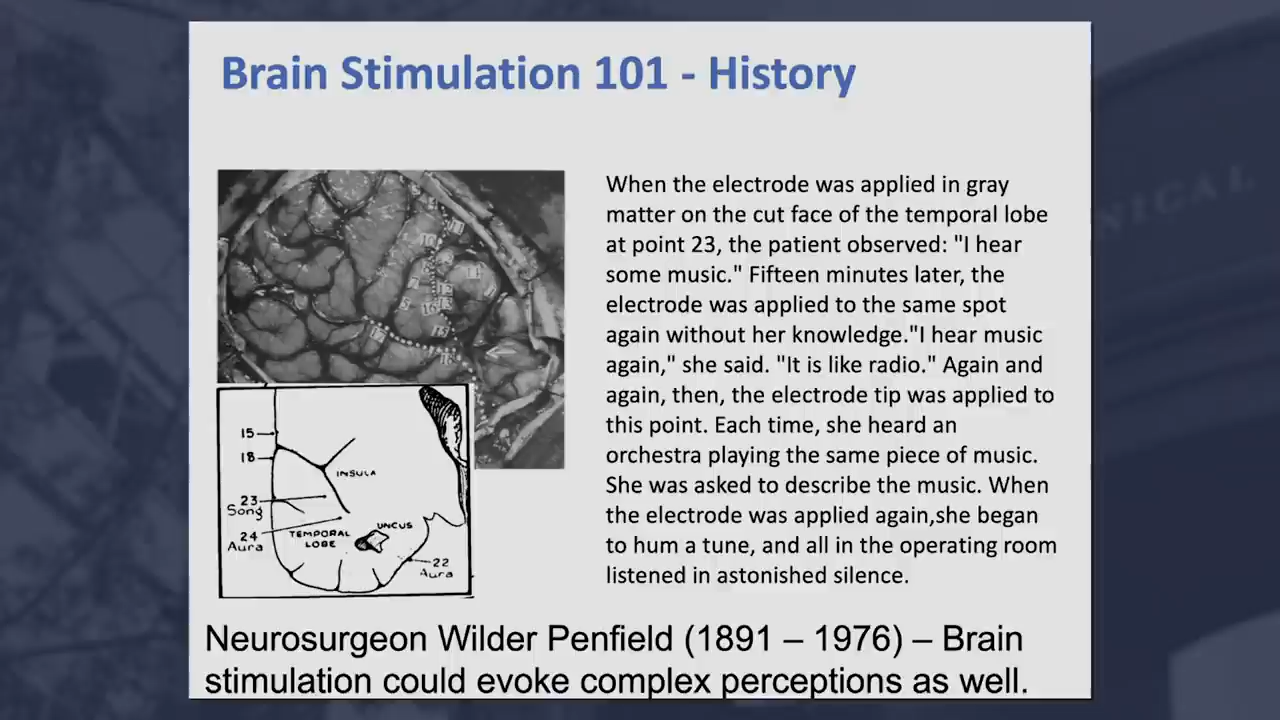 Brain Stimulation 101 - History
When the electrode was applied in gray
matter on the cut face of the temporal lobe
at point 23, the patient observed: "I hear
some music." Fifteen minutes later, the
electrode was applied to the same spot
again without her knowledge."I hear music
again," she said. "It is like radio." Again and
again, then, the electrode tip was applied to
this point. Each time, she heard an
orchestra playing the same piece of music.
She was asked to describe the music. When
the electrode was applied again,she began
to hum a tune, and all in the operating room
listened in astonished silence.
15
18
INSULA
23
Song
24
Aura
TEMPORAL
LOBE
UNCUS
22
Aura
Neurosurgeon Wilder Penfield (1891 – 1976) – Brain
stimulation could evoke complex perceptions as well.
NICAL